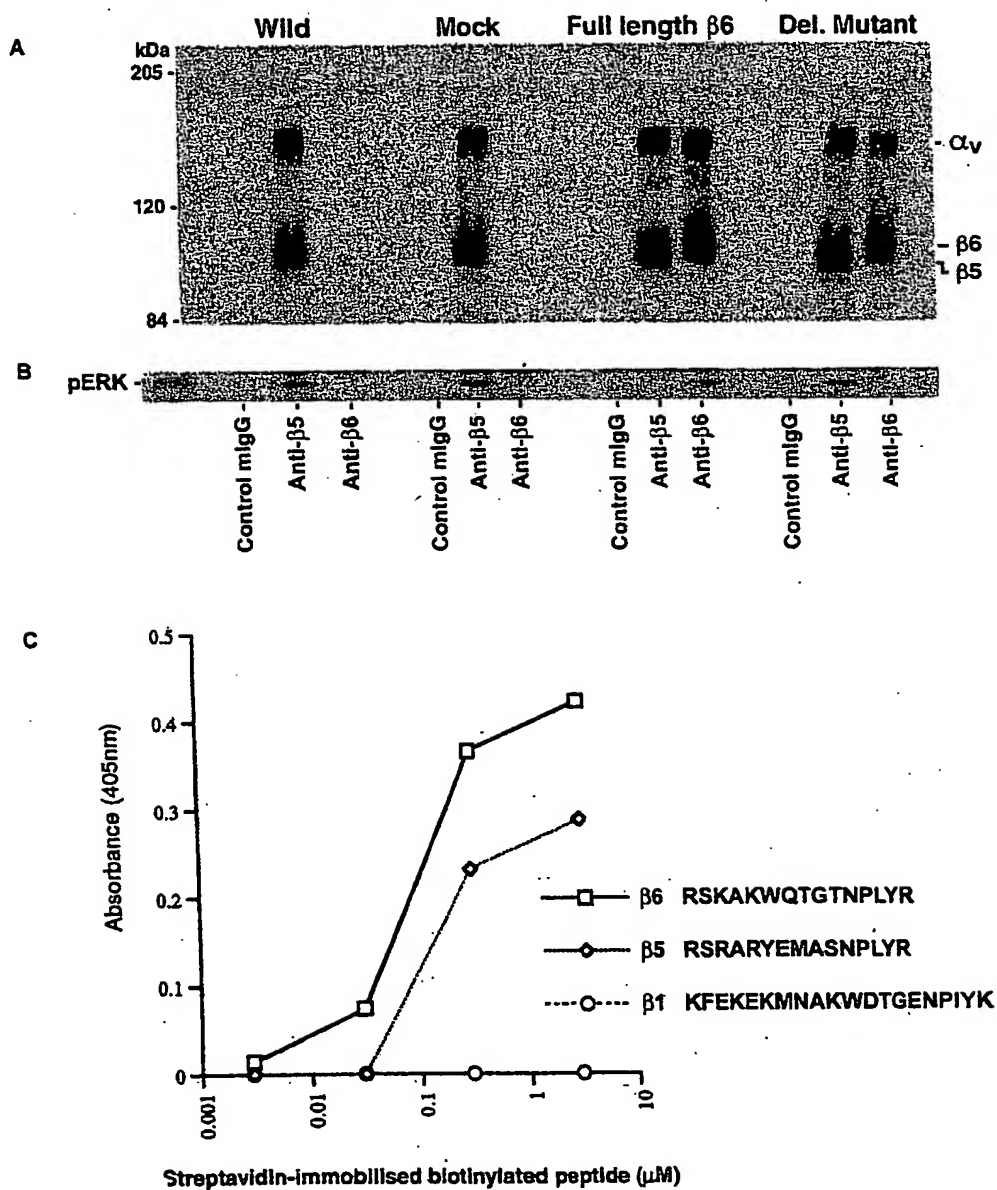 A
kDa
Wild Mock Full length β6 Del. Mutant
205 -
- αv
120 -
- β6
β5
84 -
B
pERK -
Control mIgG Anti-β5 Anti-β6 Control mIgG Anti-β5 Anti-β6 Control mIgG Anti-β5 Anti-β6 Control mIgG Anti-β5 Anti-β6
C
Absorbance (405nm)
0.5
0.4
0.3
0.2
0.1
0
β6 RSKAKWQTGTNPLYR
β5 RSRARYEMASNPLYR
β1 KFEKEKMNAKWDTGENPIYK
0.001 0.01 0.1 1 10
Streptavidin-immobilised biotinylated peptide (μM)